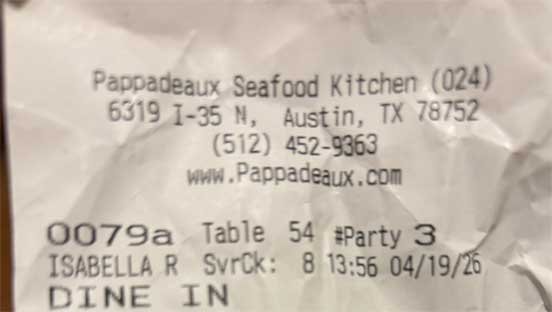 Pappadeaux Seafood Kitchen (024)
6319 I-35 N, Austin, TX 78752
(512) 452-9363
www.Pappadeaux.com
0079a Table 54 #Party 3
ISABELLA R SvrCk: 8 13:56 04/19/26
DINE IN